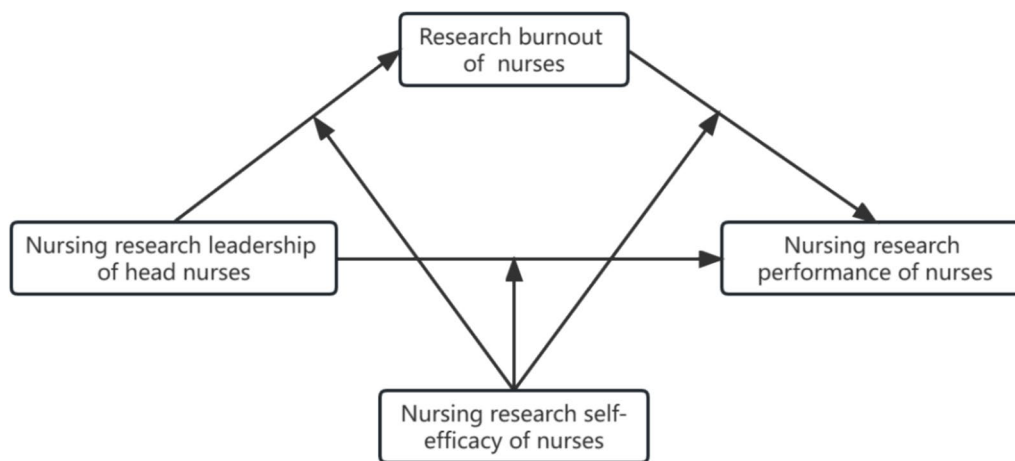 Research burnout
of nurses
Nursing research leadership
of head nurses
Nursing research
performance of nurses
Nursing research self-
efficacy of nurses